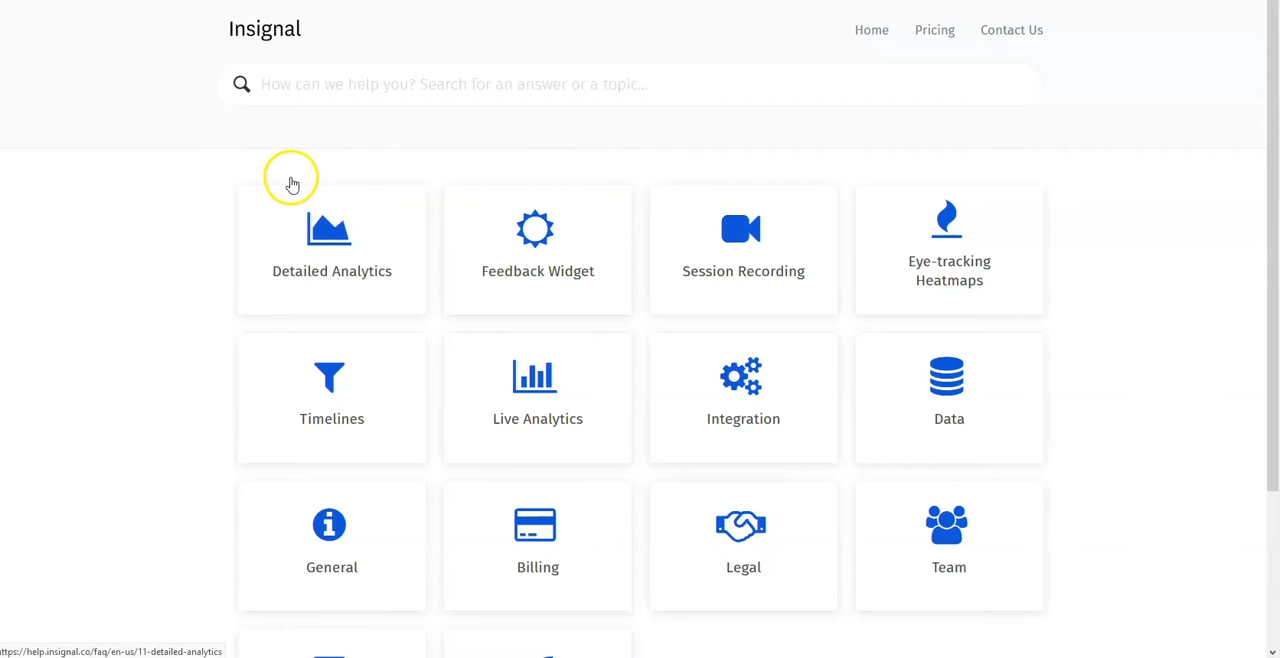 Insignal
Home Pricing Contact Us
How can we help you? Search for an answer or a topic...
Detailed Analytics
Feedback Widget
Session Recording
Eye-tracking
Heatmaps
Timelines
Live Analytics
Integration
Data
General
Billing
Legal
Team
https://help.insignal.co/faq/en-us/11-detailed-analytics